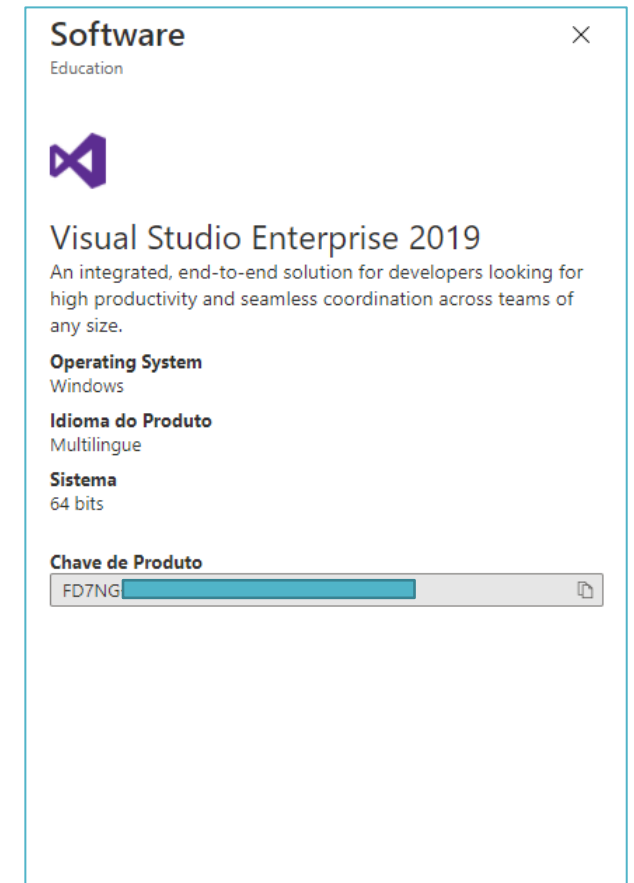 Software
Education
Visual Studio Enterprise 2019
An integrated, end-to-end solution for developers looking for
high productivity and seamless coordination across teams of
any size.
Operating System
Windows
Idioma do Produto
Multilingue
Sistema
64 bits
Chave de Produto
FD7NG